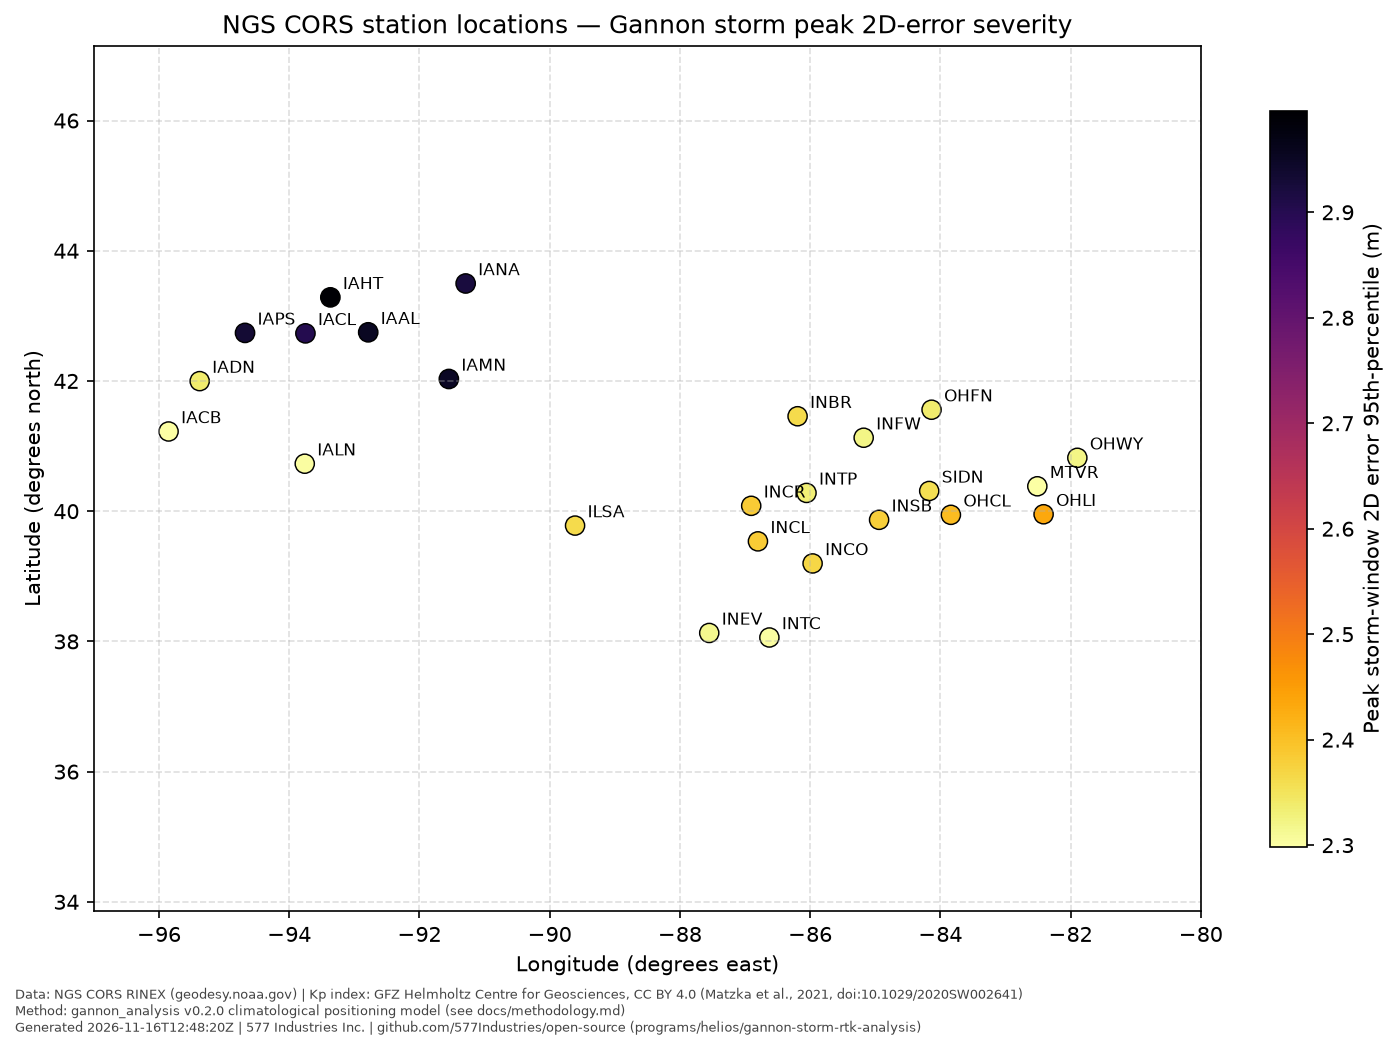 NGS CORS station locations — Gannon storm peak 2D-error severity
46
44
42
40
38
36
34
Latitude (degrees north)
IAHT
IANA
IAPS
IACL
IAAL
IADN
IAMN
IACB
IALN
ILSA
INBR
OHFN
INFW
OHWY
MTVR
INTP
SIDN
INCR
INSB
OHCL
OHLI
INCL
INCO
INEV
INTC
−96
−94
−92
−90
−88
−86
−84
−82
−80
Longitude (degrees east)
2.9
2.8
2.7
2.6
2.5
2.4
2.3
Peak storm-window 2D error 95th-percentile (m)
Data: NGS CORS RINEX (geodesy.noaa.gov) | Kp index: GFZ Helmholtz Centre for Geosciences, CC BY 4.0 (Matzka et al., 2021, doi:10.1029/2020SW002641)
Method: gannon_analysis v0.2.0 climatological positioning model (see docs/methodology.md)
Generated 2026-11-16T12:48:20Z | 577 Industries Inc. | github.com/577Industries/open-source (programs/helios/gannon-storm-rtk-analysis)